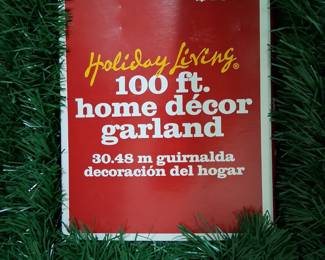 Holiday Living®
100 ft.
home décor
garland
30.48 m guirnalda
decoración del hogar